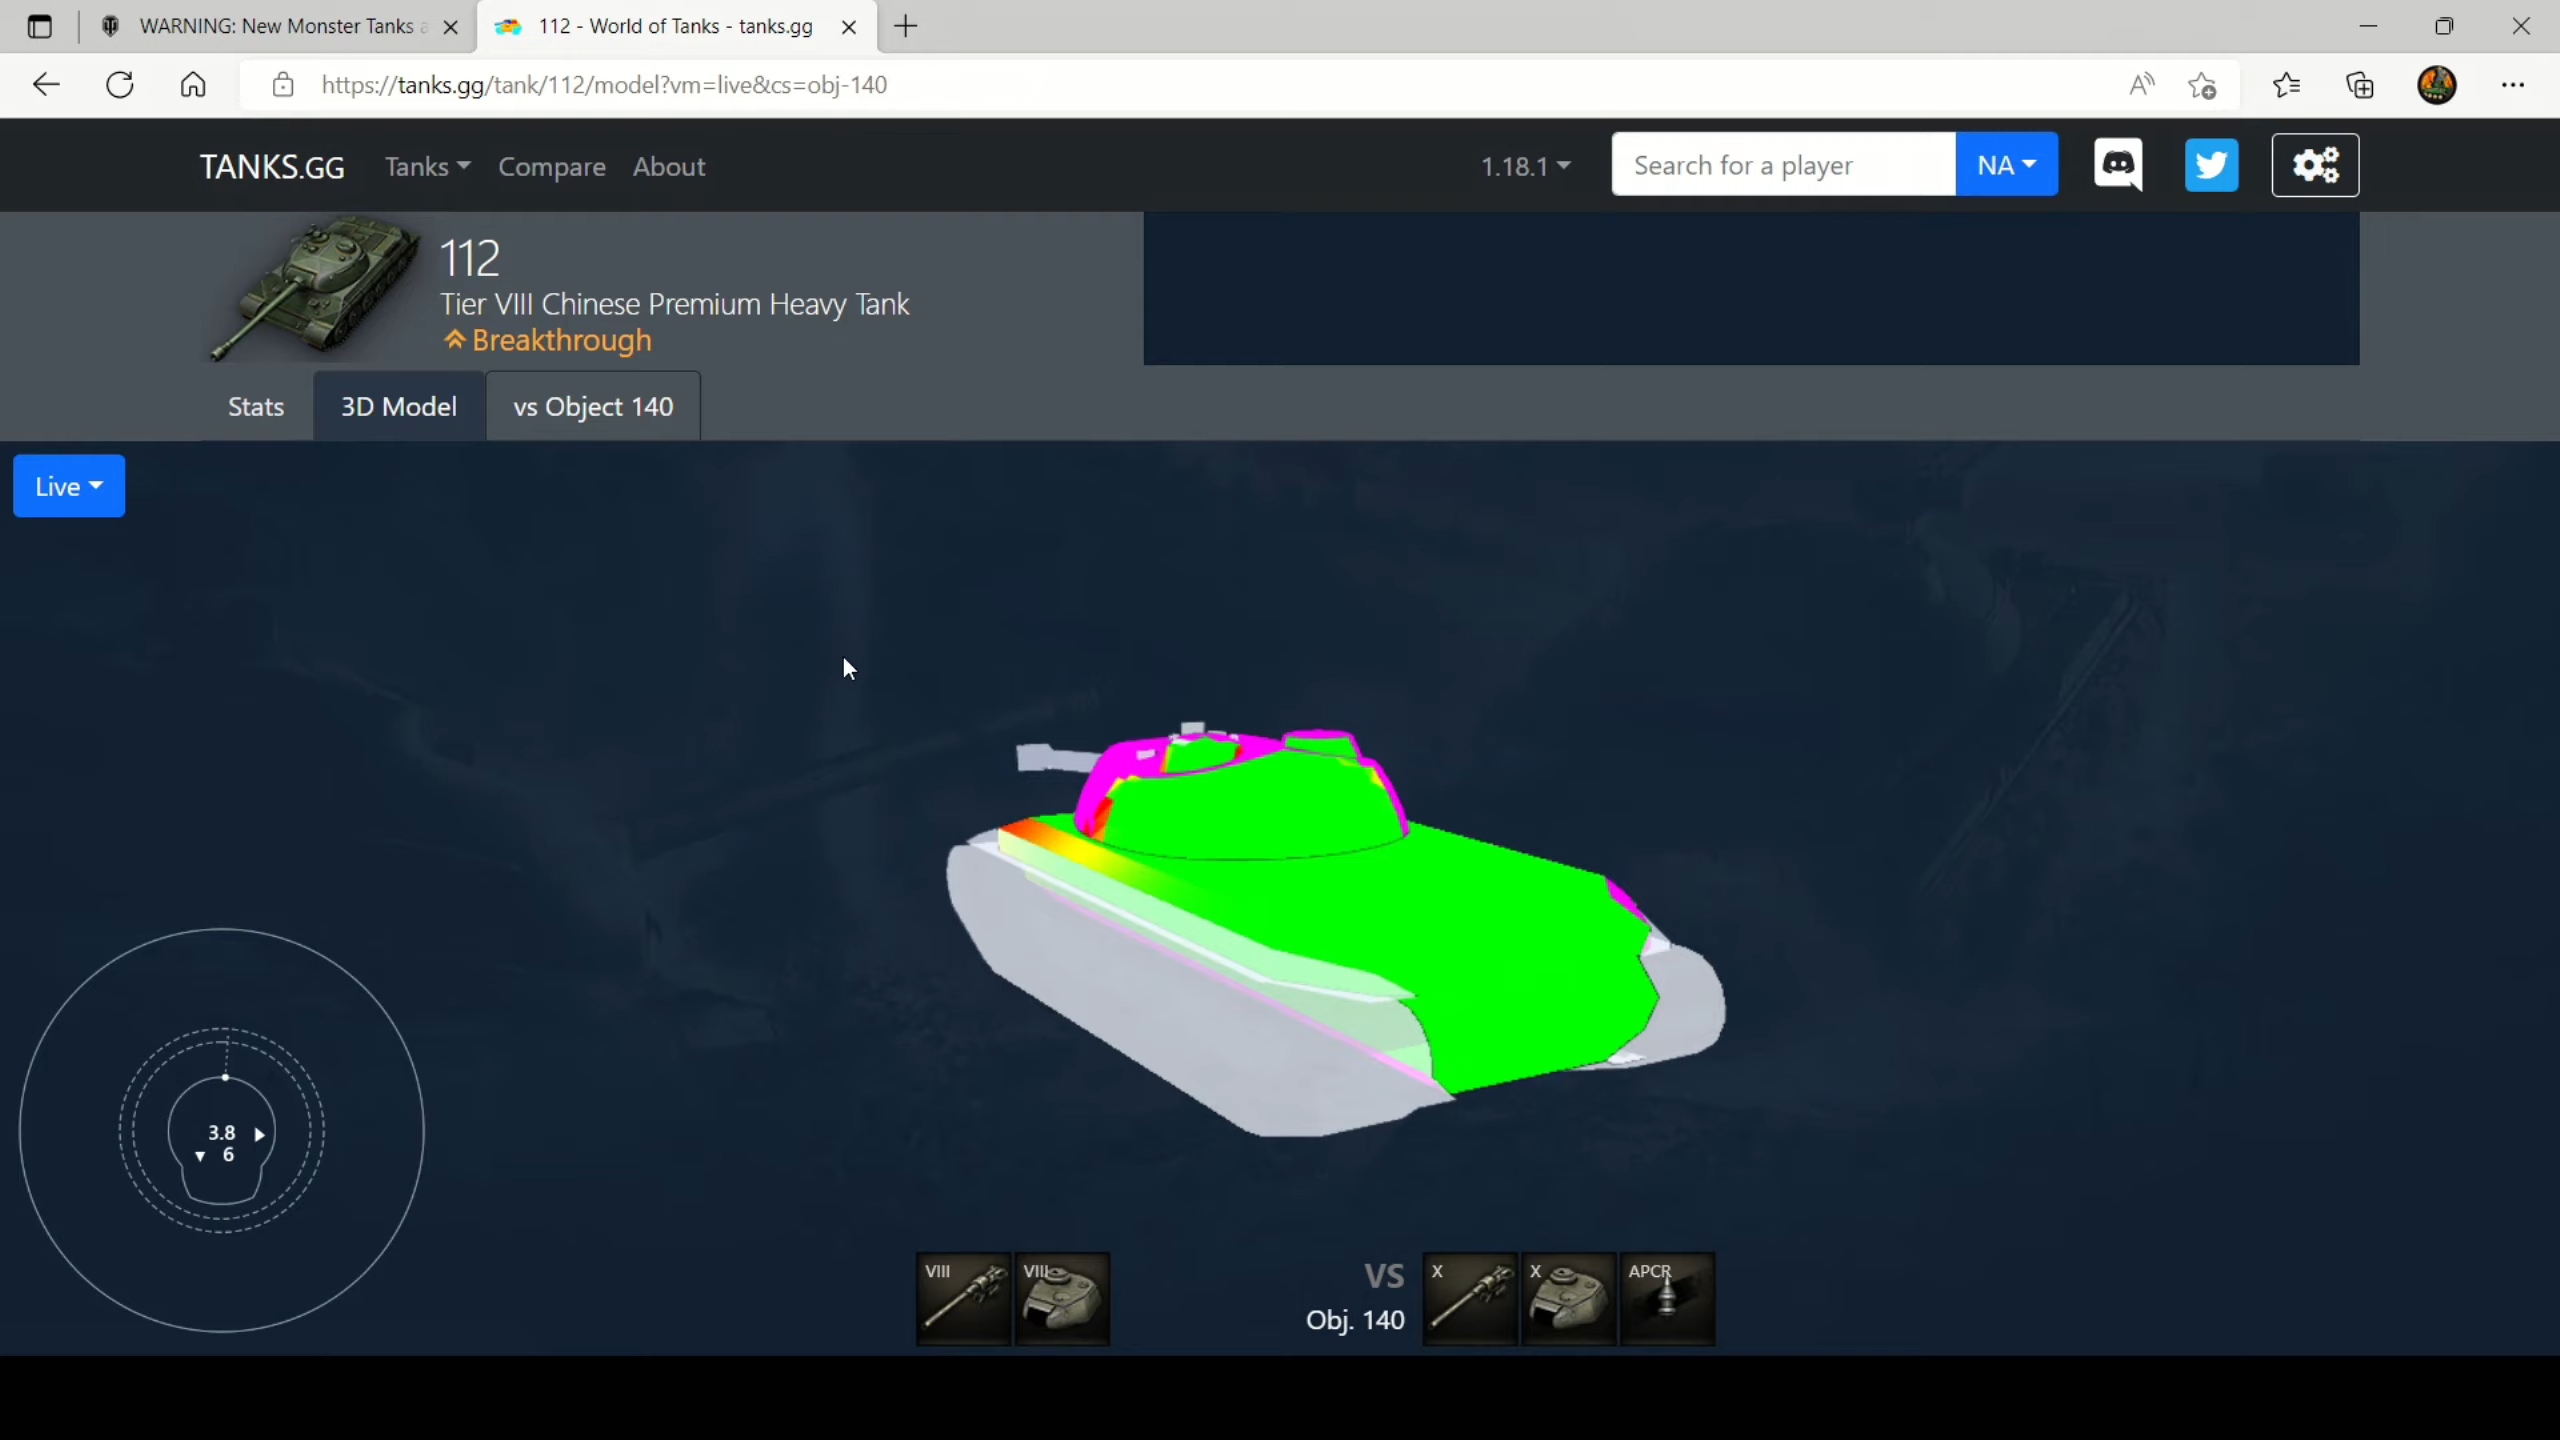 WARNING: New Monster Tanks a
112 - World of Tanks - tanks.gg
https://tanks.gg/tank/112/model?vm=live&cs=obj-140
TANKS.GG
Tanks
Compare
About
1.18.1
Search for a player
NA
112
Tier VIII Chinese Premium Heavy Tank
Breakthrough
Stats
3D Model
vs Object 140
Live
3.8
6
VIII
VIII
VS
Obj. 140
X
X
APCR